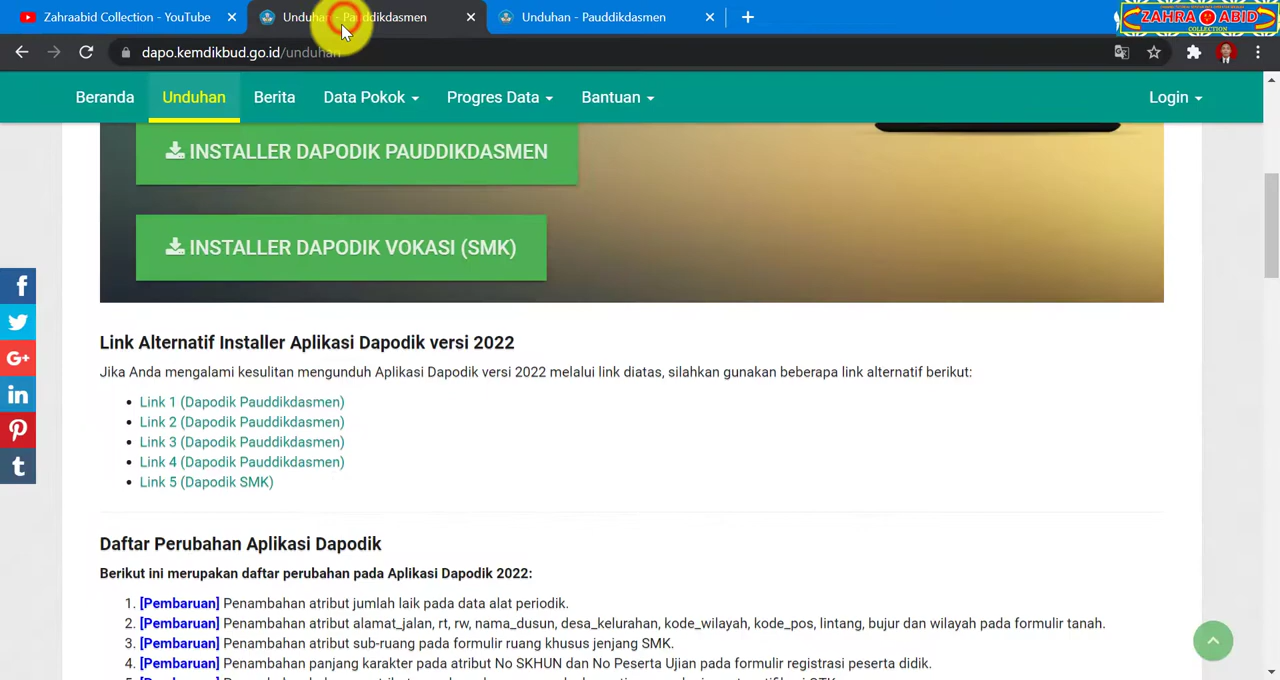 Zahraabid Collection - YouTube
Unduhan - Pauddikdasmen
Unduhan - Pauddikdasmen
ZAHRA ABID
COLLECTION
dapo.kemdikbud.go.id/unduhan
Beranda
Unduhan
Berita
Data Pokok
Progres Data
Bantuan
Login
INSTALLER DAPODIK PAUDDIKDASMEN
INSTALLER DAPODIK VOKASI (SMK)
Link Alternatif Installer Aplikasi Dapodik versi 2022
Jika Anda mengalami kesulitan mengunduh Aplikasi Dapodik versi 2022 melalui link diatas, silahkan gunakan beberapa link alternatif berikut:
Link 1 (Dapodik Pauddikdasmen)
Link 2 (Dapodik Pauddikdasmen)
Link 3 (Dapodik Pauddikdasmen)
Link 4 (Dapodik Pauddikdasmen)
Link 5 (Dapodik SMK)
Daftar Perubahan Aplikasi Dapodik
Berikut ini merupakan daftar perubahan pada Aplikasi Dapodik 2022:
1. [Pembaruan] Penambahan atribut jumlah laik pada data alat periodik.
2. [Pembaruan] Penambahan atribut alamat_jalan, rt, rw, nama_dusun, desa_kelurahan, kode_wilayah, kode_pos, lintang, bujur dan wilayah pada formulir tanah.
3. [Pembaruan] Penambahan atribut sub-ruang pada formulir ruang khusus jenjang SMK.
4. [Pembaruan] Penambahan panjang karakter pada atribut No SKHUN dan No Peserta Ujian pada formulir registrasi peserta didik.